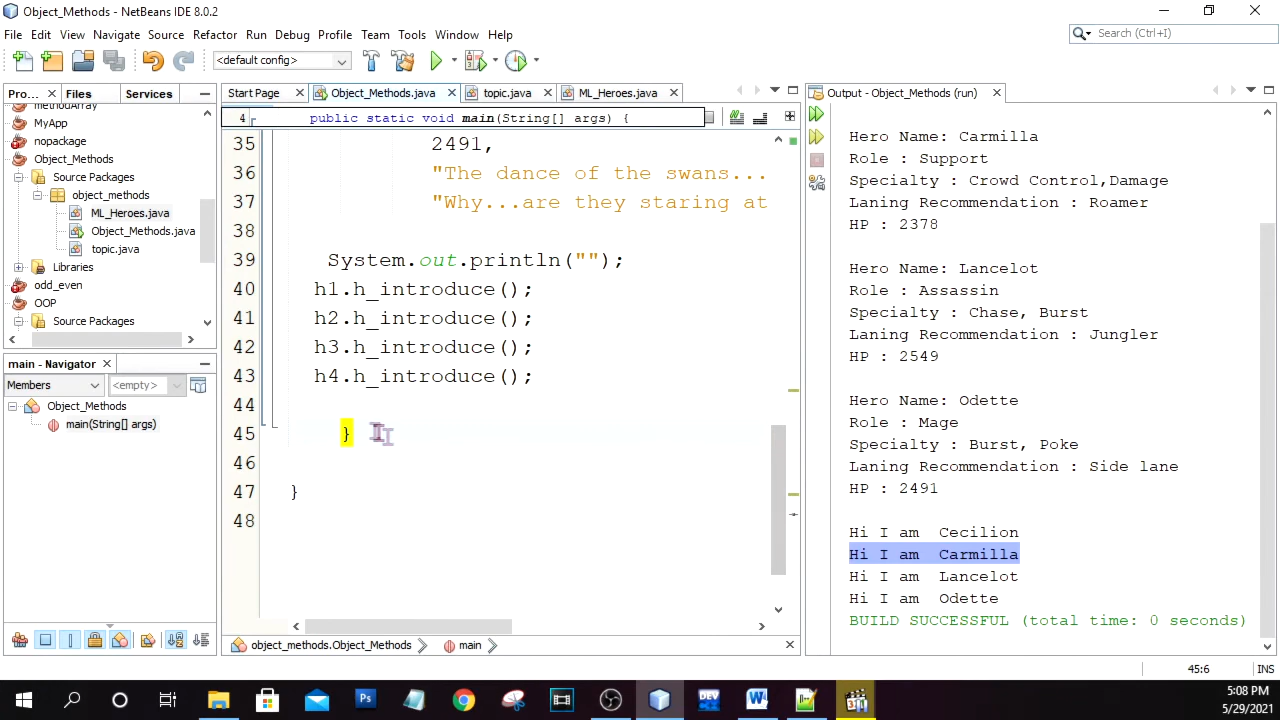 Object_Methods - NetBeans IDE 8.0.2
File Edit View Navigate Source Refactor Run Debug Profile Team Tools Window Help
Search (Ctrl+I)
<default config>
Pro... Files Services
methodArray
MyApp
nopackage
Object_Methods
Source Packages
object_methods
ML_Heroes.java
Object_Methods.java
topic.java
Libraries
odd_even
OOP
Source Packages
main - Navigator
Members <empty>
Object_Methods
main(String[] args)
Start Page Object_Methods.java topic.java ML_Heroes.java
4 public static void main(String[] args) {
35 2491,
36 "The dance of the swans...
37 "Why...are they staring at
38
39 System.out.println("");
40 h1.h_introduce();
41 h2.h_introduce();
42 h3.h_introduce();
43 h4.h_introduce();
44
45 }
46
47 }
48
object_methods.Object_Methods main
Output - Object_Methods (run)
Hero Name: Carmilla
Role : Support
Specialty : Crowd Control,Damage
Laning Recommendation : Roamer
HP : 2378
Hero Name: Lancelot
Role : Assassin
Specialty : Chase, Burst
Laning Recommendation : Jungler
HP : 2549
Hero Name: Odette
Role : Mage
Specialty : Burst, Poke
Laning Recommendation : Side lane
HP : 2491
Hi I am  Cecilion
Hi I am  Carmilla
Hi I am  Lancelot
Hi I am  Odette
BUILD SUCCESSFUL (total time: 0 seconds)
45:6 INS
Ps DEV W 321
5:08 PM
5/29/2021